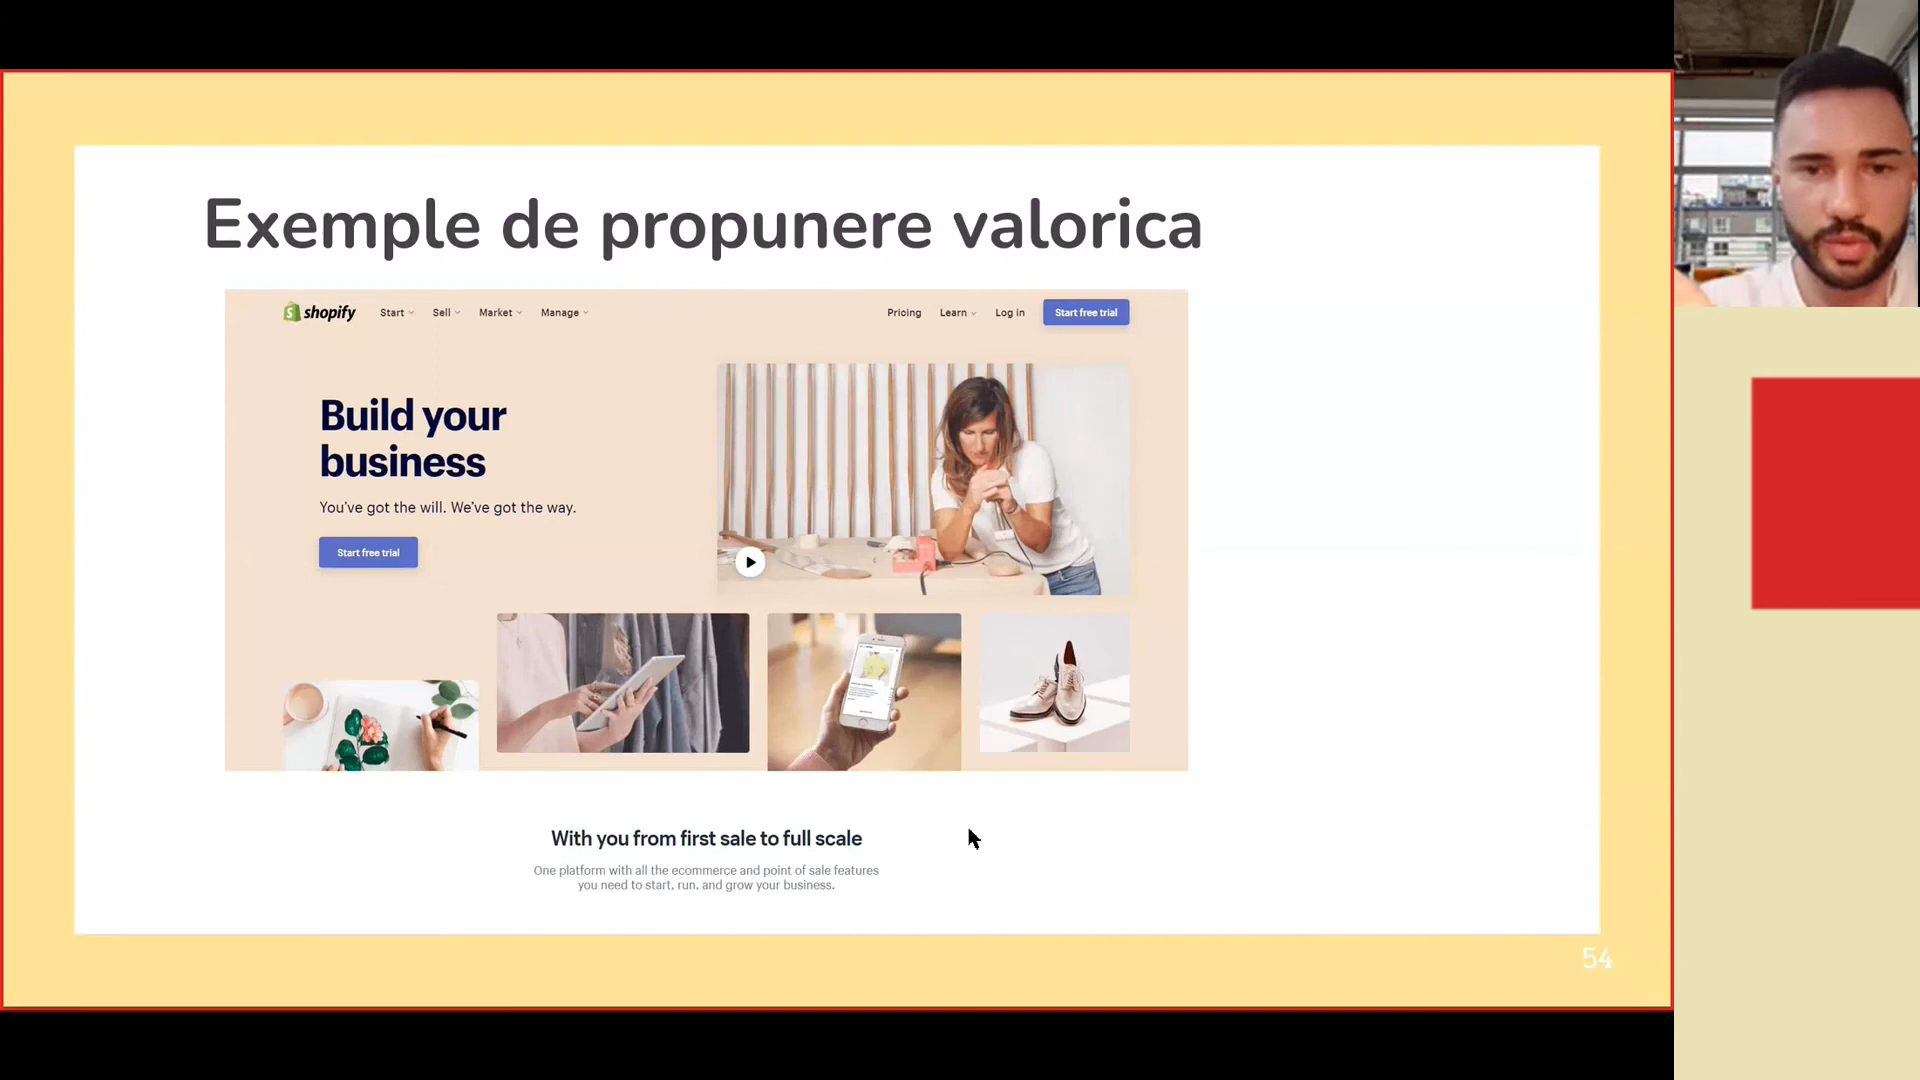 Exemple de propunere valorica
shopify Start Sell Market Manage Pricing Learn Log in Start free trial
Build your
business
You've got the will. We've got the way.
Start free trial
With you from first sale to full scale
One platform with all the ecommerce and point of sale features
you need to start, run, and grow your business.
54